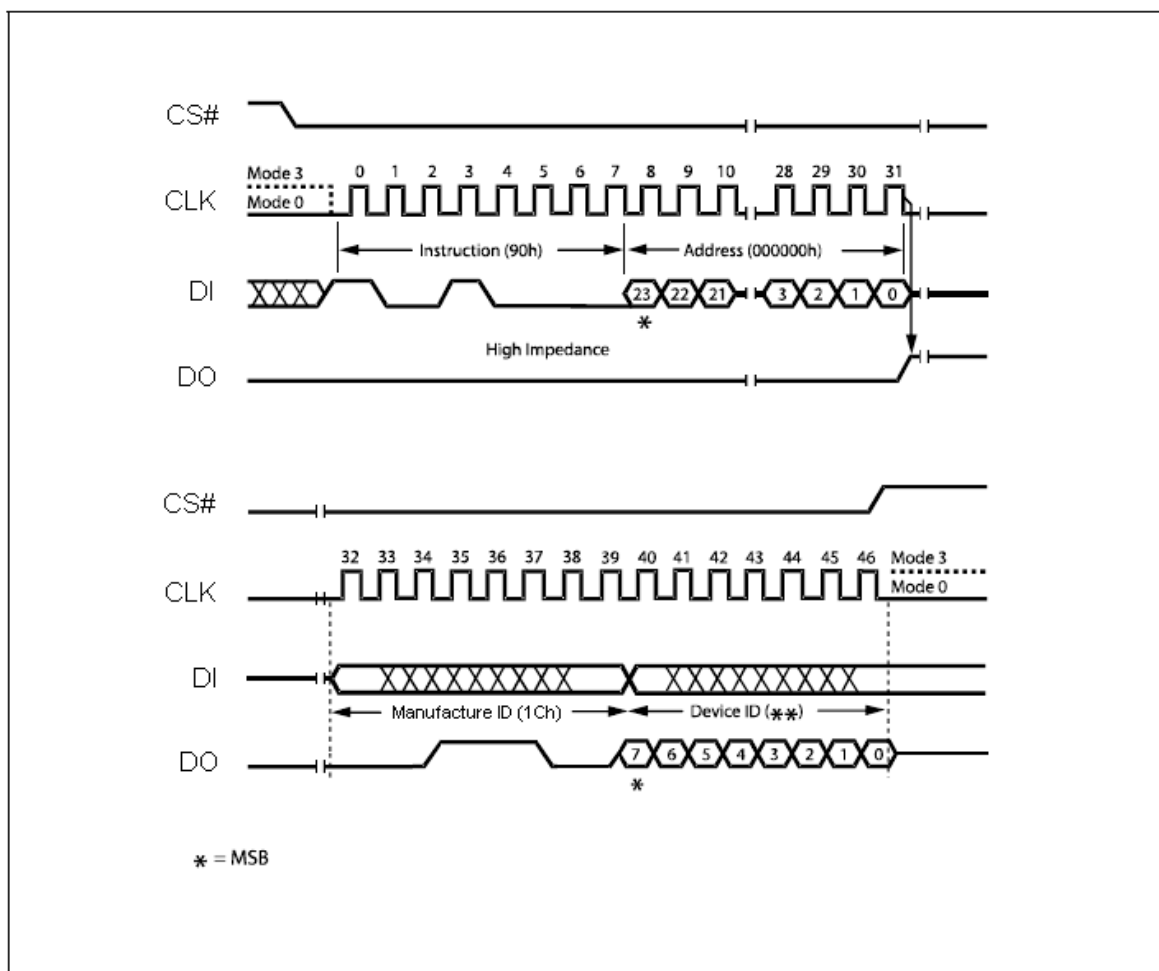 CS#
Mode 3
0 1 2 3 4 5 6 7 8 9 10 28 29 30 31
CLK
Mode 0
Instruction (90h)
Address (000000h)
DI
23 22 21 3 2 1 0
*
High Impedance
DO
CS#
32 33 34 35 36 37 38 39 40 41 42 43 44 45 46
Mode 3
CLK
Mode 0
DI
Manufacture ID (1Ch)
Device ID (**)
DO
7 6 5 4 3 2 1 0
*
* = MSB